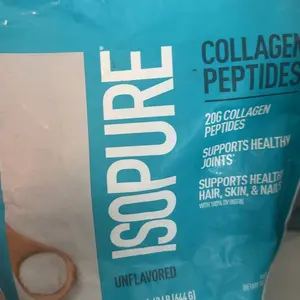 ISOPURE®
COLLAGEN
PEPTIDES
20G COLLAGEN
PEPTIDES
SUPPORTS HEALTHY
JOINTS*
SUPPORTS HEALTHY
HAIR, SKIN, & NAILS
UNFLAVORED